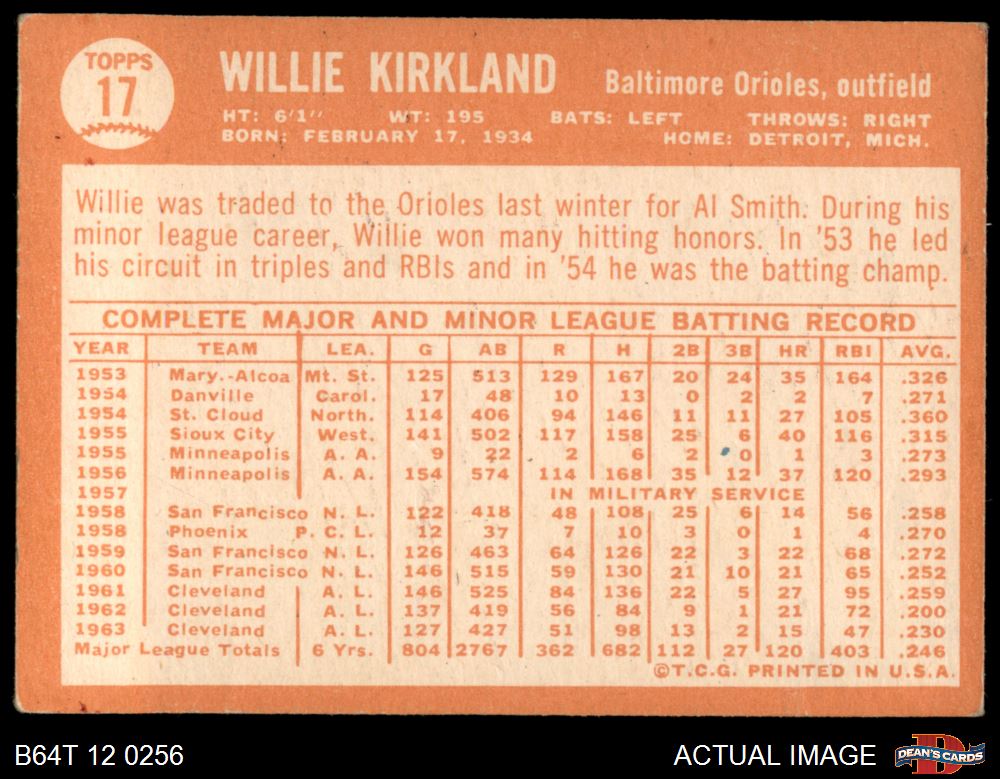 TOPPS
17
WILLIE KIRKLAND Baltimore Orioles, outfield
HT: 6'1" WT: 195 BATS: LEFT THROWS: RIGHT
BORN: FEBRUARY 17, 1934 HOME: DETROIT, MICH.
Willie was traded to the Orioles last winter for Al Smith. During his
minor league career, Willie won many hitting honors. In '53 he led
his circuit in triples and RBIs and in '54 he was the batting champ.
COMPLETE MAJOR AND MINOR LEAGUE BATTING RECORD
YEAR TEAM LEA. G AB R H 2B 3B HR RBI AVG.
1953 Mary.-Alcoa Mt. St. 125 513 129 167 20 24 35 164 .326
1954 Danville Carol. 17 48 10 13 0 2 2 7 .271
1954 St. Cloud North. 114 406 94 146 11 11 27 105 .360
1955 Sioux City West. 141 502 117 158 25 6 40 116 .315
1955 Minneapolis A. A. 9 22 2 6 2 0 1 3 .273
1956 Minneapolis A. A. 154 574 114 168 35 12 37 120 .293
1957 IN MILITARY SERVICE
1958 San Francisco N. L. 122 418 48 108 25 6 14 56 .258
1958 Phoenix P. C. L. 12 37 7 10 3 0 1 4 .270
1959 San Francisco N. L. 126 463 64 126 22 3 22 68 .272
1960 San Francisco N. L. 146 515 59 130 21 10 21 65 .252
1961 Cleveland A. L. 146 525 84 136 22 5 27 95 .259
1962 Cleveland A. L. 137 419 56 84 9 1 21 72 .200
1963 Cleveland A. L. 127 427 51 98 13 2 15 47 .230
Major League Totals 6 Yrs. 804 2767 362 682 112 27 120 403 .246
©T.C.G. PRINTED IN U.S.A.
B64T 12 0256 ACTUAL IMAGE DEAN'S CARDS